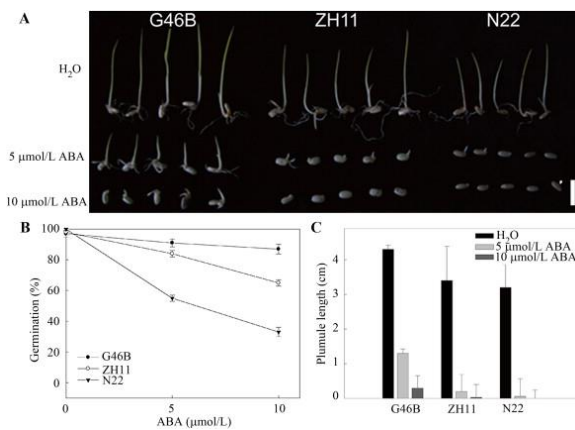 A
G46B
ZH11
N22
H2O
5 μmol/L ABA
10 μmol/L ABA
B
100
80
60
40
20
0
Germination (%)
G46B
ZH11
N22
0
5
10
ABA (μmol/L)
C
H2O
5 μmol/L ABA
10 μmol/L ABA
4
3
2
1
0
Plumule length (cm)
G46B
ZH11
N22